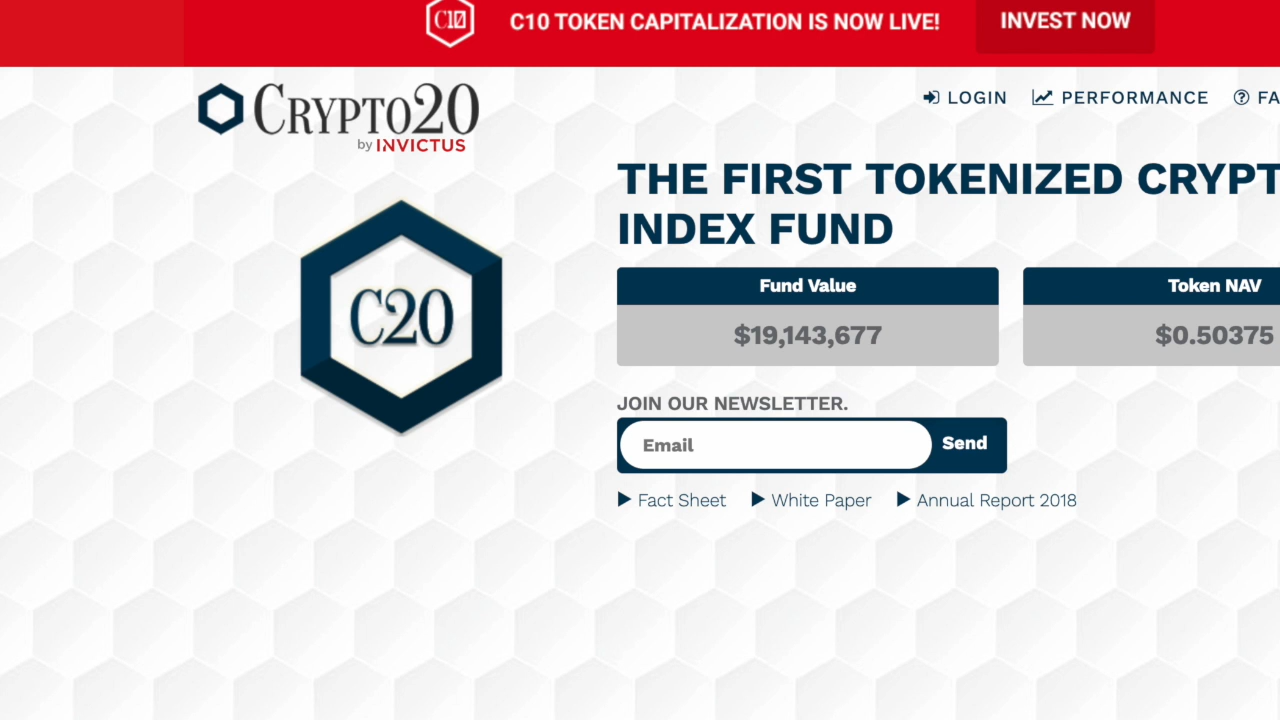 C10 C10 TOKEN CAPITALIZATION IS NOW LIVE! INVEST NOW
CRYPTO20
by INVICTUS
LOGIN PERFORMANCE FA
THE FIRST TOKENIZED CRYPT
INDEX FUND
C20
Fund Value Token NAV
$19,143,677 $0.50375
JOIN OUR NEWSLETTER.
Email Send
Fact Sheet White Paper Annual Report 2018